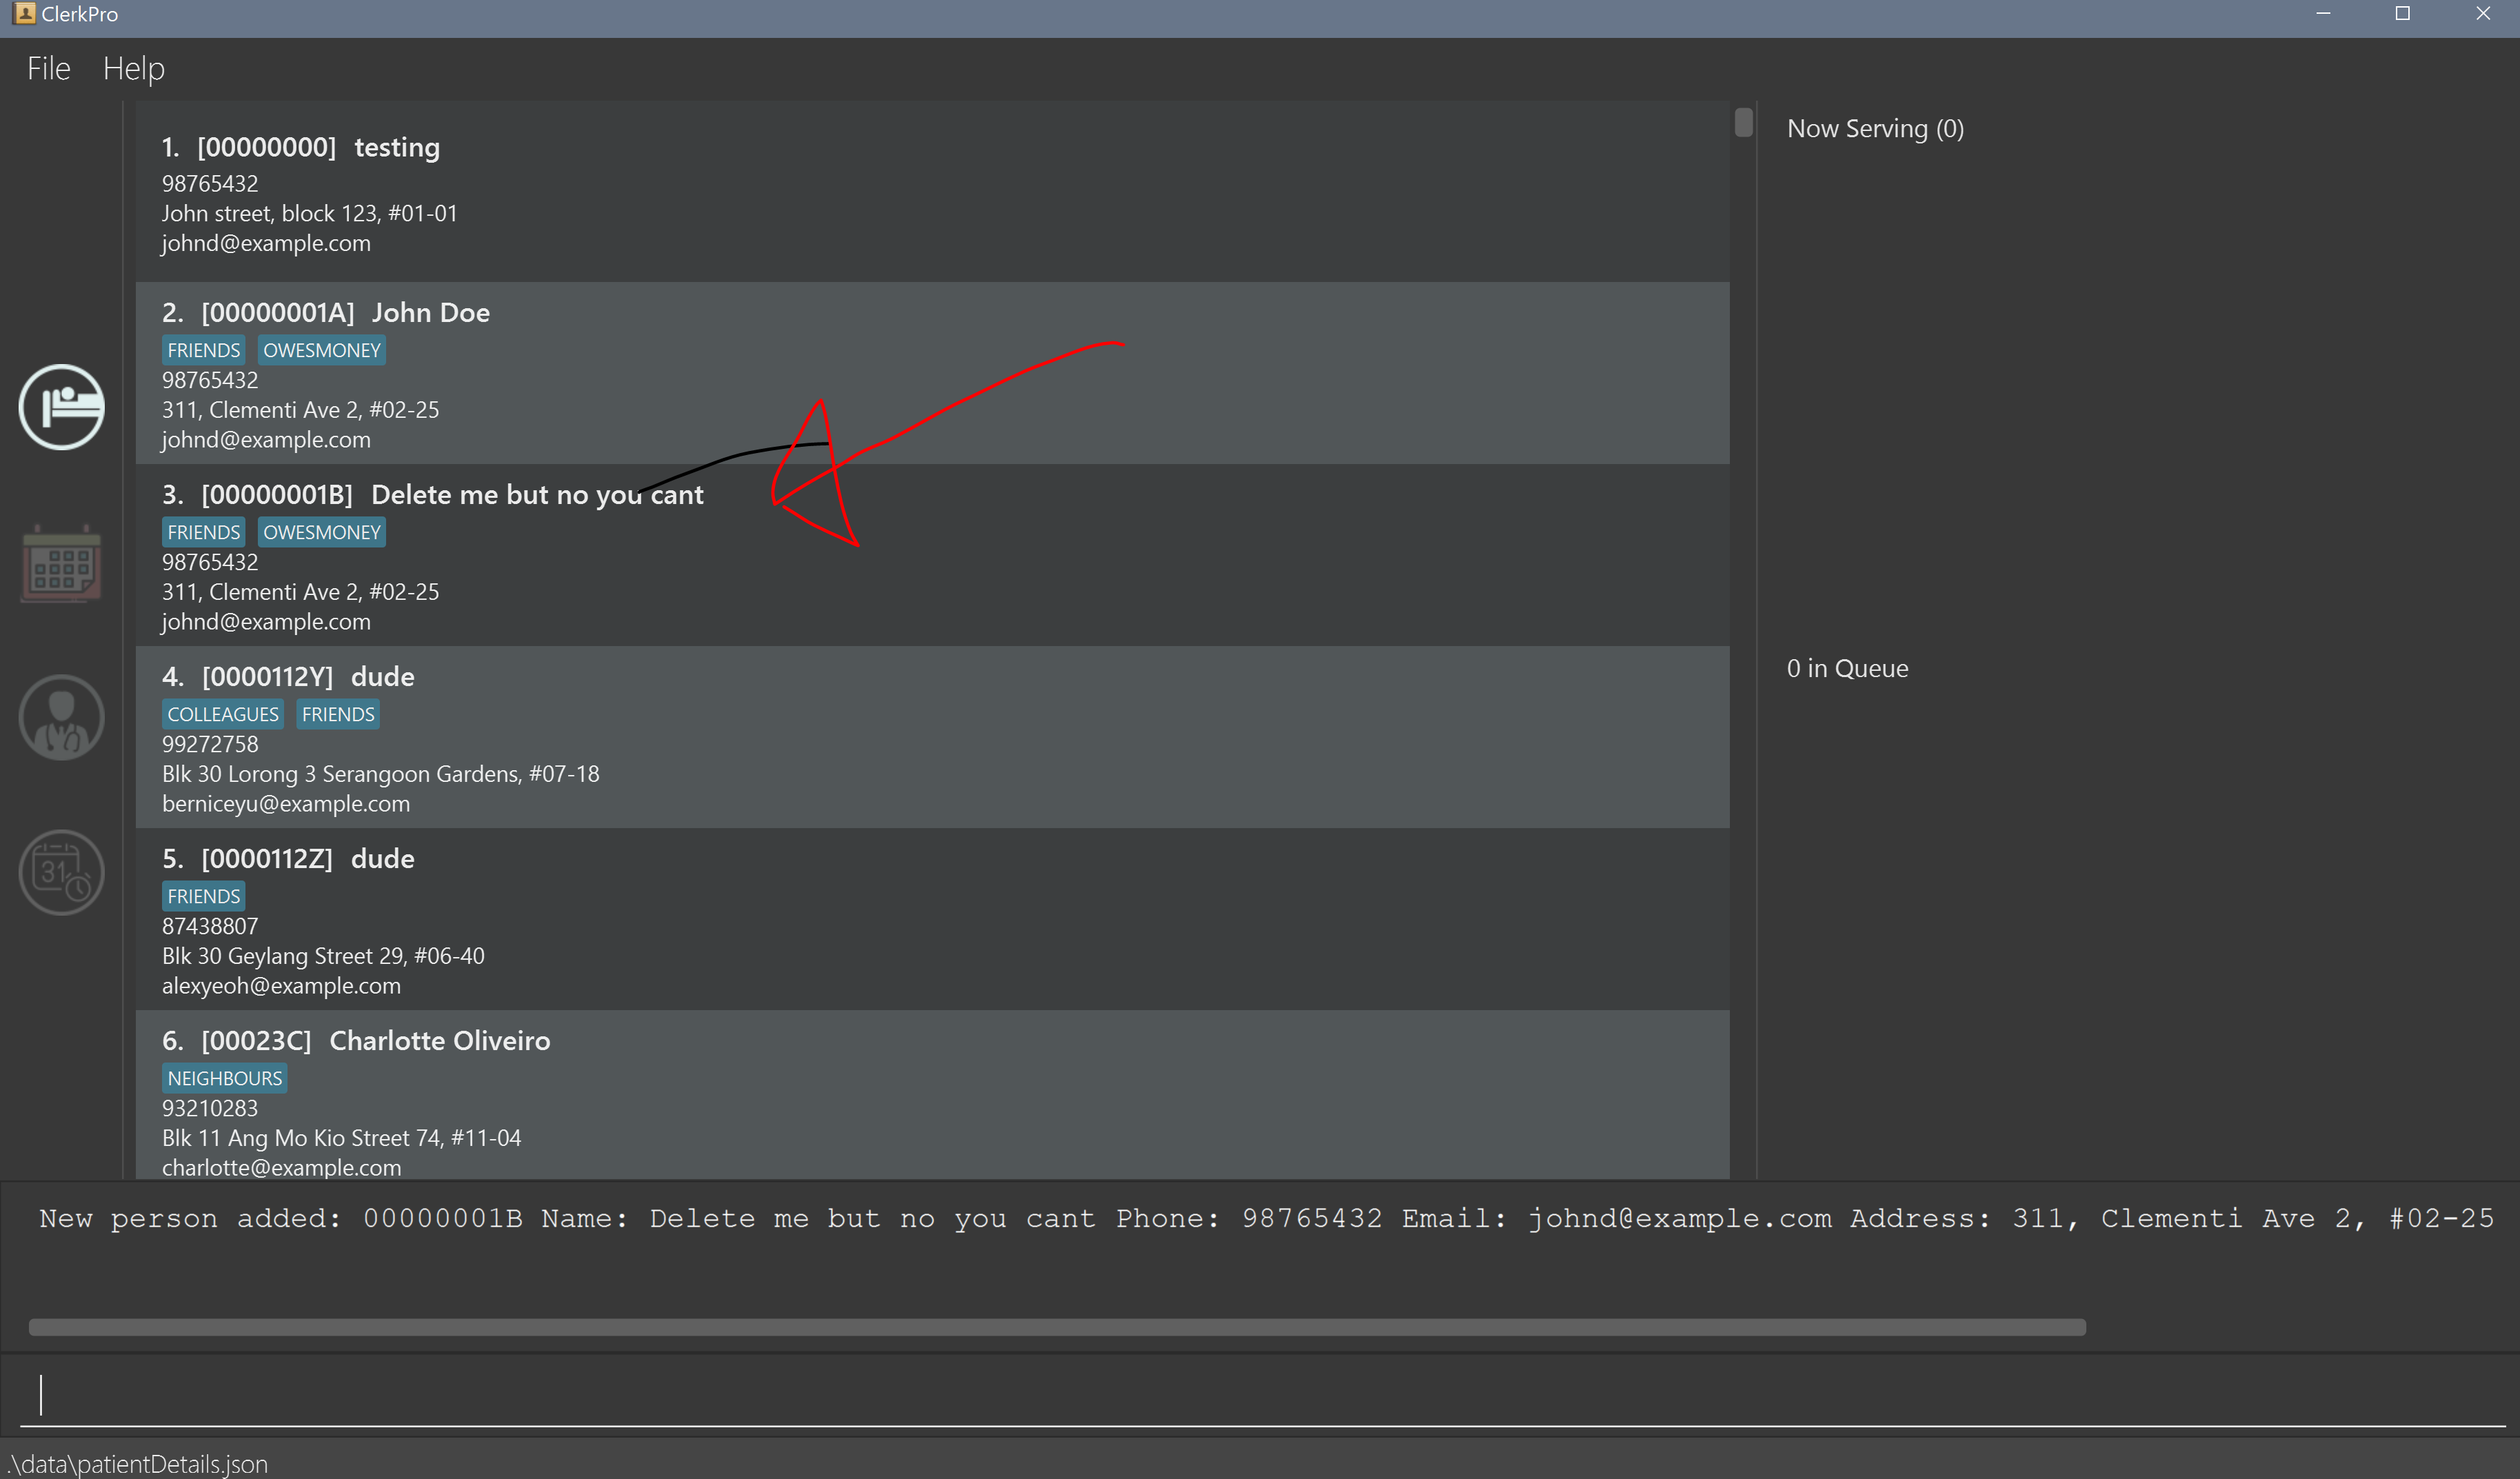 ClerkPro
File Help
1. [00000000] testing
98765432
John street, block 123, #01-01
johnd@example.com
2. [00000001A] John Doe
FRIENDS OWESMONEY
98765432
311, Clementi Ave 2, #02-25
johnd@example.com
3. [00000001B] Delete me but no you cant
FRIENDS OWESMONEY
98765432
311, Clementi Ave 2, #02-25
johnd@example.com
4. [0000112Y] dude
COLLEAGUES FRIENDS
99272758
Blk 30 Lorong 3 Serangoon Gardens, #07-18
berniceyu@example.com
5. [0000112Z] dude
FRIENDS
87438807
Blk 30 Geylang Street 29, #06-40
alexyeoh@example.com
6. [00023C] Charlotte Oliveiro
NEIGHBOURS
93210283
Blk 11 Ang Mo Kio Street 74, #11-04
charlotte@example.com
31
Now Serving (0)
0 in Queue
New person added: 00000001B Name: Delete me but no you cant Phone: 98765432 Email: johnd@example.com Address: 311, Clementi Ave 2, #02-25
.\data\patientDetails.json